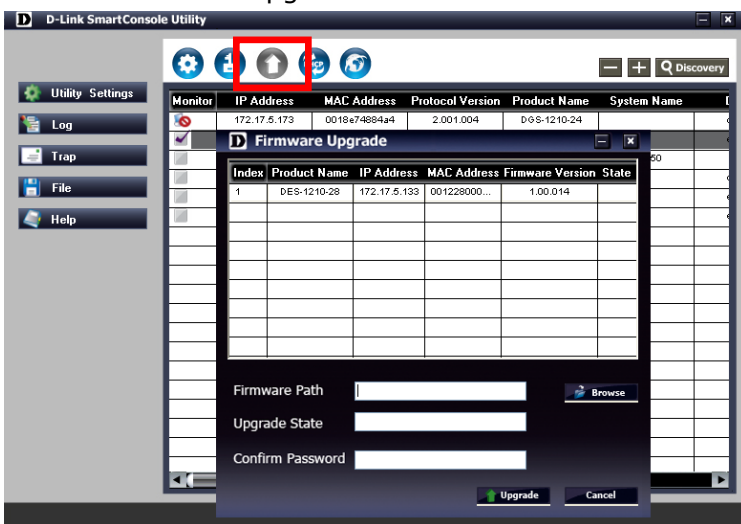 D-Link SmartConsole Utility
Discovery
Utility Settings
Log
Trap
File
Help
Monitor IP Address MAC Address Protocol Version Product Name System Name
172.17.5.173 0018e74884a4 2.001.004 DGS-1210-24
50
Firmware Upgrade
Index Product Name IP Address MAC Address Firmware Version State
1 DES-1210-28 172.17.5.133 001228000... 1.00.014
Firmware Path
Browse
Upgrade State
Confirm Password
Upgrade Cancel